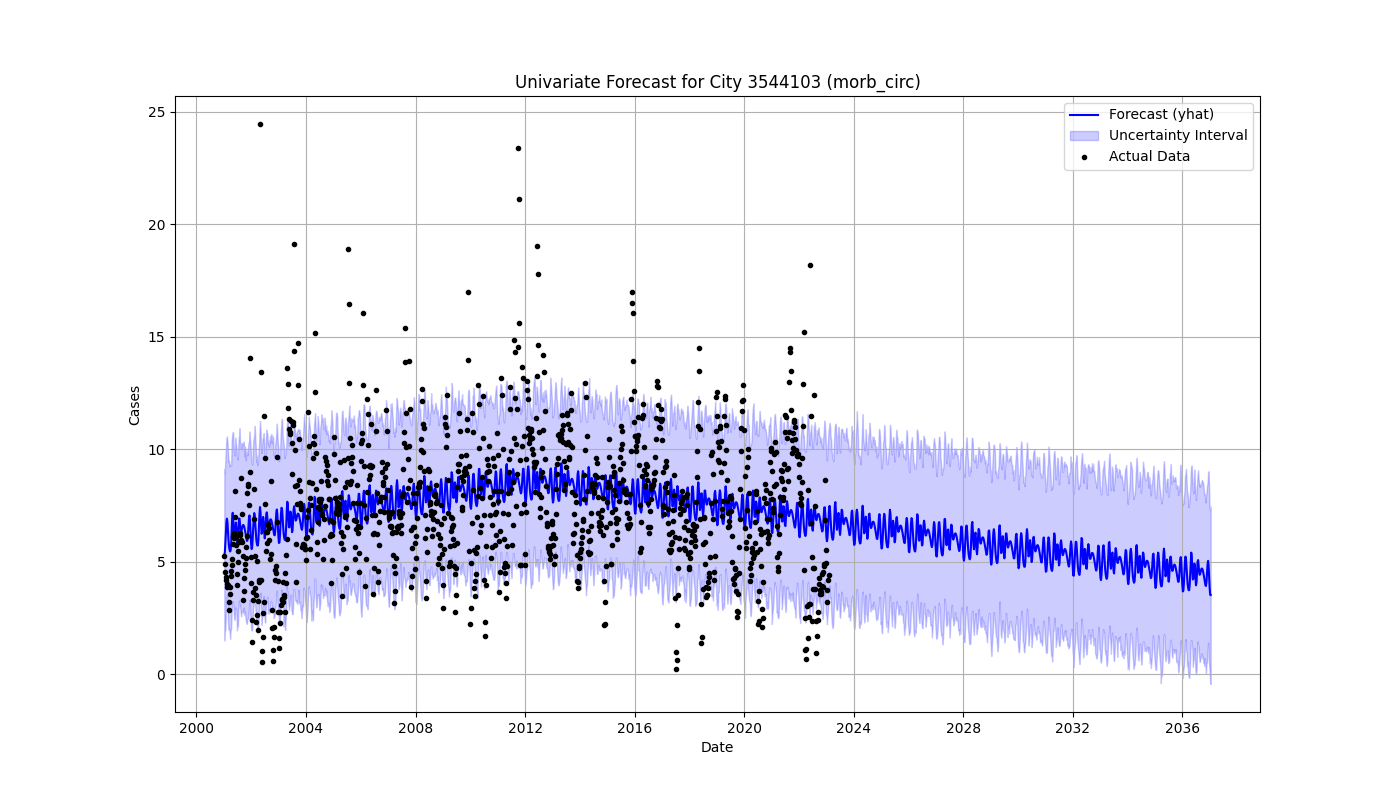 Univariate Forecast for City 3544103 (morb_circ)
Forecast (yhat)
Uncertainty Interval
Actual Data
Cases
25
20
15
10
5
0
2000 2004 2008 2012 2016 2020 2024 2028 2032 2036
Date